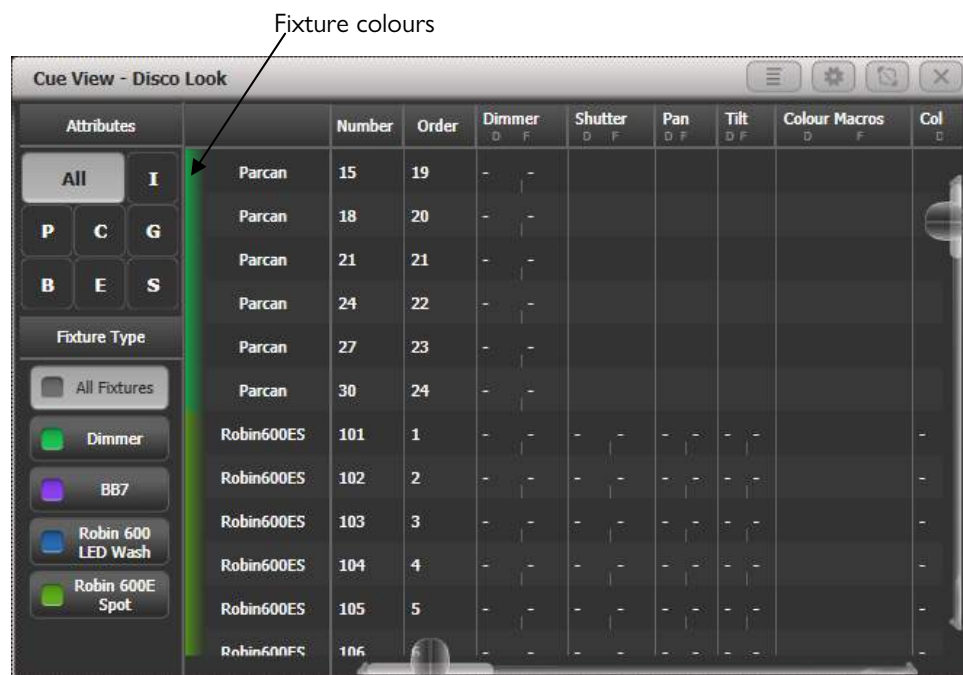 Fixture colours
Cue View - Disco Look
Attributes Number Order Dimmer Shutter Pan Tilt Colour Macros Col
D F D F D F D F D F D
All I
P C G
B E S
Fixture Type
All Fixtures
Dimmer
BB7
Robin 600
LED Wash
Robin 600E
Spot
Parcan 15 19 - -
Parcan 18 20 - -
Parcan 21 21 - -
Parcan 24 22 - -
Parcan 27 23 - -
Parcan 30 24 - -
Robin600ES 101 1 - - - - - - - - -
Robin600ES 102 2 - - - - - - - - -
Robin600ES 103 3 - - - - - - - - -
Robin600ES 104 4 - - - - - - - - -
Robin600ES 105 5 - - - - - - - - -
Robin600ES 106 6 - - - - - - - - -